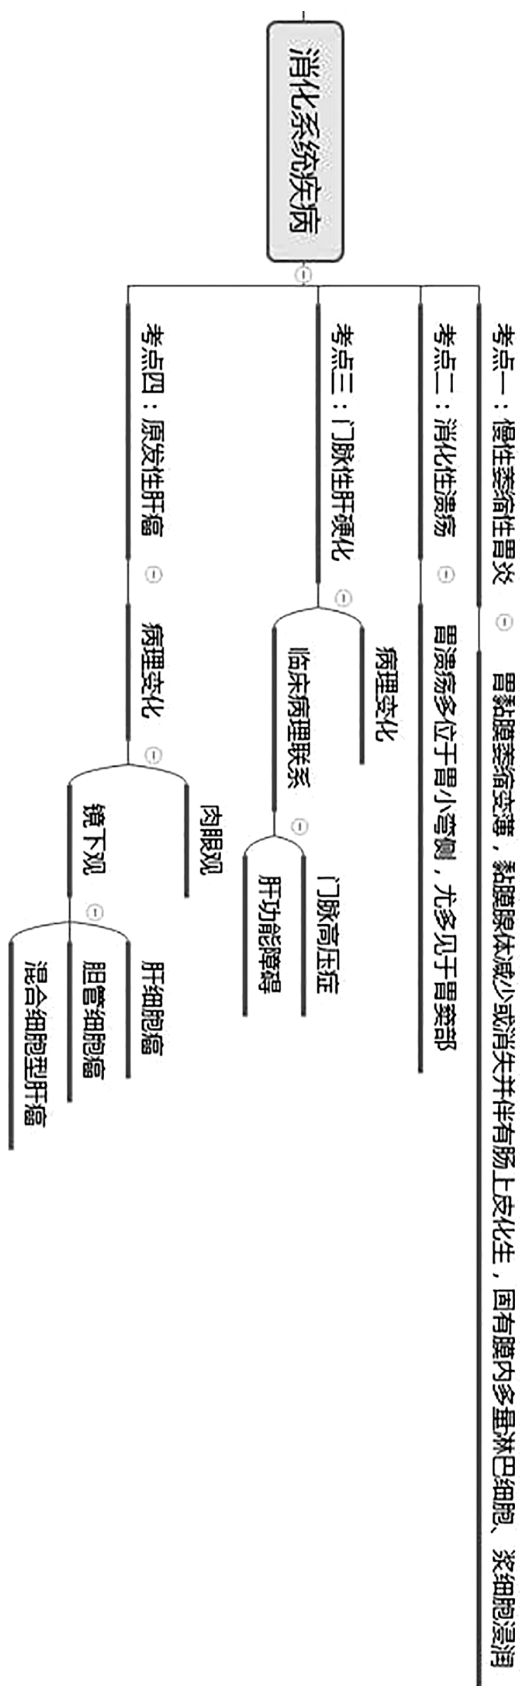 消化系统疾病
考点一：慢性萎缩性胃炎
胃黏膜萎缩变薄，黏膜腺体减少或消失并伴有肠上皮化生，固有膜内多量淋巴细胞、浆细胞浸润
考点二：消化性溃疡
胃溃疡多位于胃小弯侧，尤多见于胃窦部
考点三：门脉性肝硬化
病理变化
临床病理联系
门脉高压症
肝功能障碍
考点四：原发性肝癌
病理变化
肉眼观
镜下观
肝细胞癌
胆管细胞癌
混合细胞型肝癌